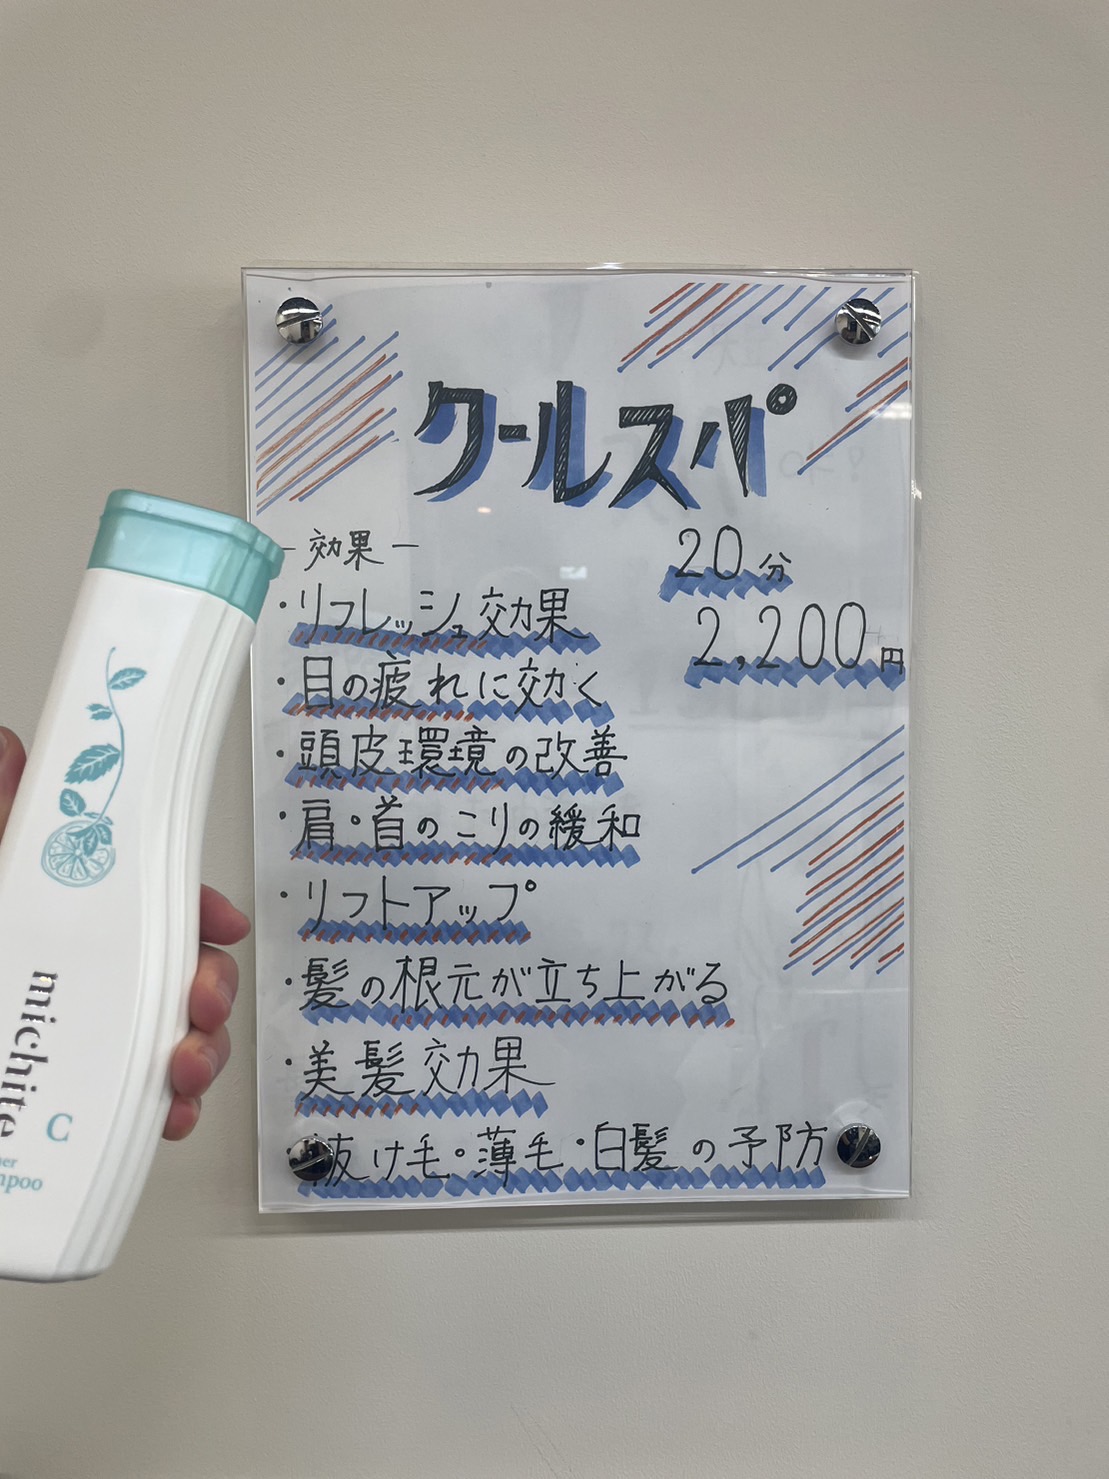 クールスパ
－効果－
20分
2,200円
・リフレッシュ効果
・目の疲れに効く
・頭皮環境の改善
・肩・首のこりの緩和
・リフトアップ
・髪の根元が立ち上がる
・美髪効果
抜け毛・薄毛・白髪の予防
michite
C